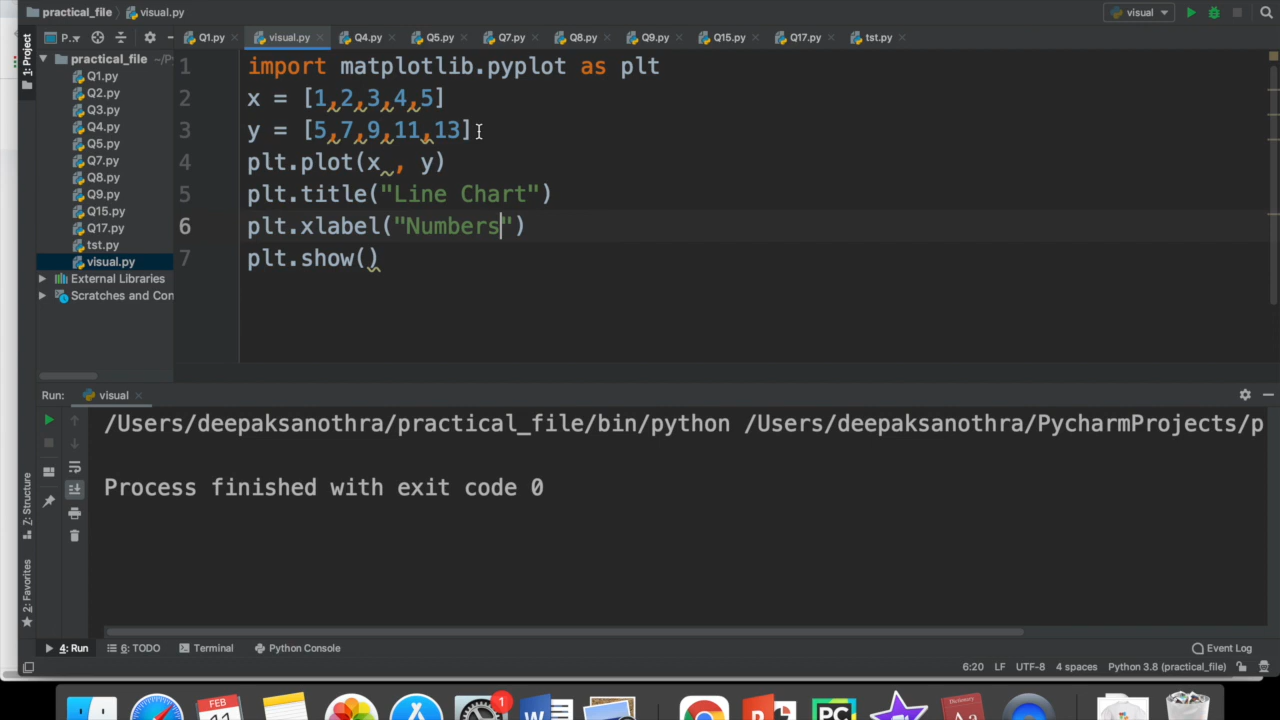 practical_file visual.py visual
P.. Q1.py visual.py Q4.py Q5.py Q7.py Q8.py Q9.py Q15.py Q17.py tst.py
1: Project
practical_file
Q1.py
Q2.py
Q3.py
Q4.py
Q5.py
Q7.py
Q8.py
Q9.py
Q15.py
Q17.py
tst.py
visual.py
External Libraries
Scratches and Con
1 import matplotlib.pyplot as plt
2 x = [1,2,3,4,5]
3 y = [5,7,9,11,13]
4 plt.plot(x , y)
5 plt.title("Line Chart")
6 plt.xlabel("Numbers")
7 plt.show()
Run: visual
/Users/deepaksanothra/practical_file/bin/python /Users/deepaksanothra/PycharmProjects/p
Process finished with exit code 0
Z: Structure
2: Favorites
4: Run 6: TODO Terminal Python Console Event Log
6:20 LF UTF-8 4 spaces Python 3.8 (practical_file)
FEB
1
W
P
PC
Aa